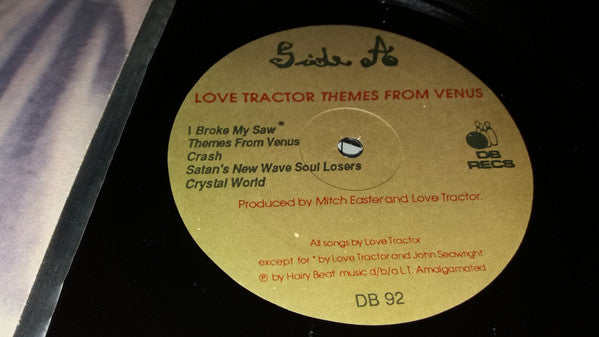 Side A
LOVE TRACTOR THEMES FROM VENUS
I Broke My Saw*
Themes From Venus
Crash
Satan's New Wave Soul Losers
Crystal World
DB
RECS
Produced by Mitch Easter and Love Tractor.
All songs by Love Tractor
except for * by Love Tractor and John Seawright
℗ by Hairy Beat music d/b/a L.T. Amalgamated
DB 92